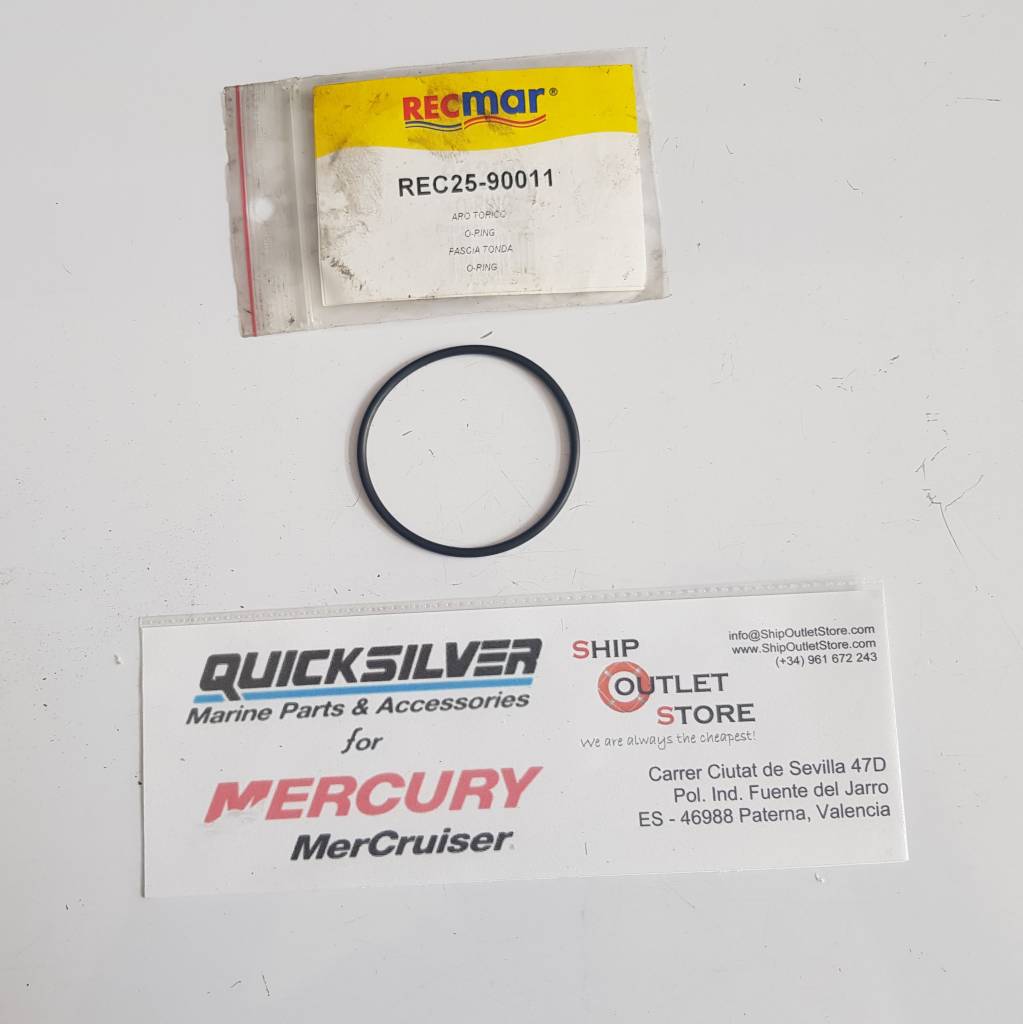 RECmar®
REC25-90011
ARO TORICO
O-RING
FASCIA TONDA
O-RING
QUICKSILVER
Marine Parts & Accessories
for
MERCURY
MerCruiser
SHIP
OUTLET
STORE
We are always the cheapest!
info@ShipOutletStore.com
www.ShipOutletStore.com
(+34) 961 672 243
Carrer Ciutat de Sevilla 47D
Pol. Ind. Fuente del Jarro
ES - 46988 Paterna, Valencia